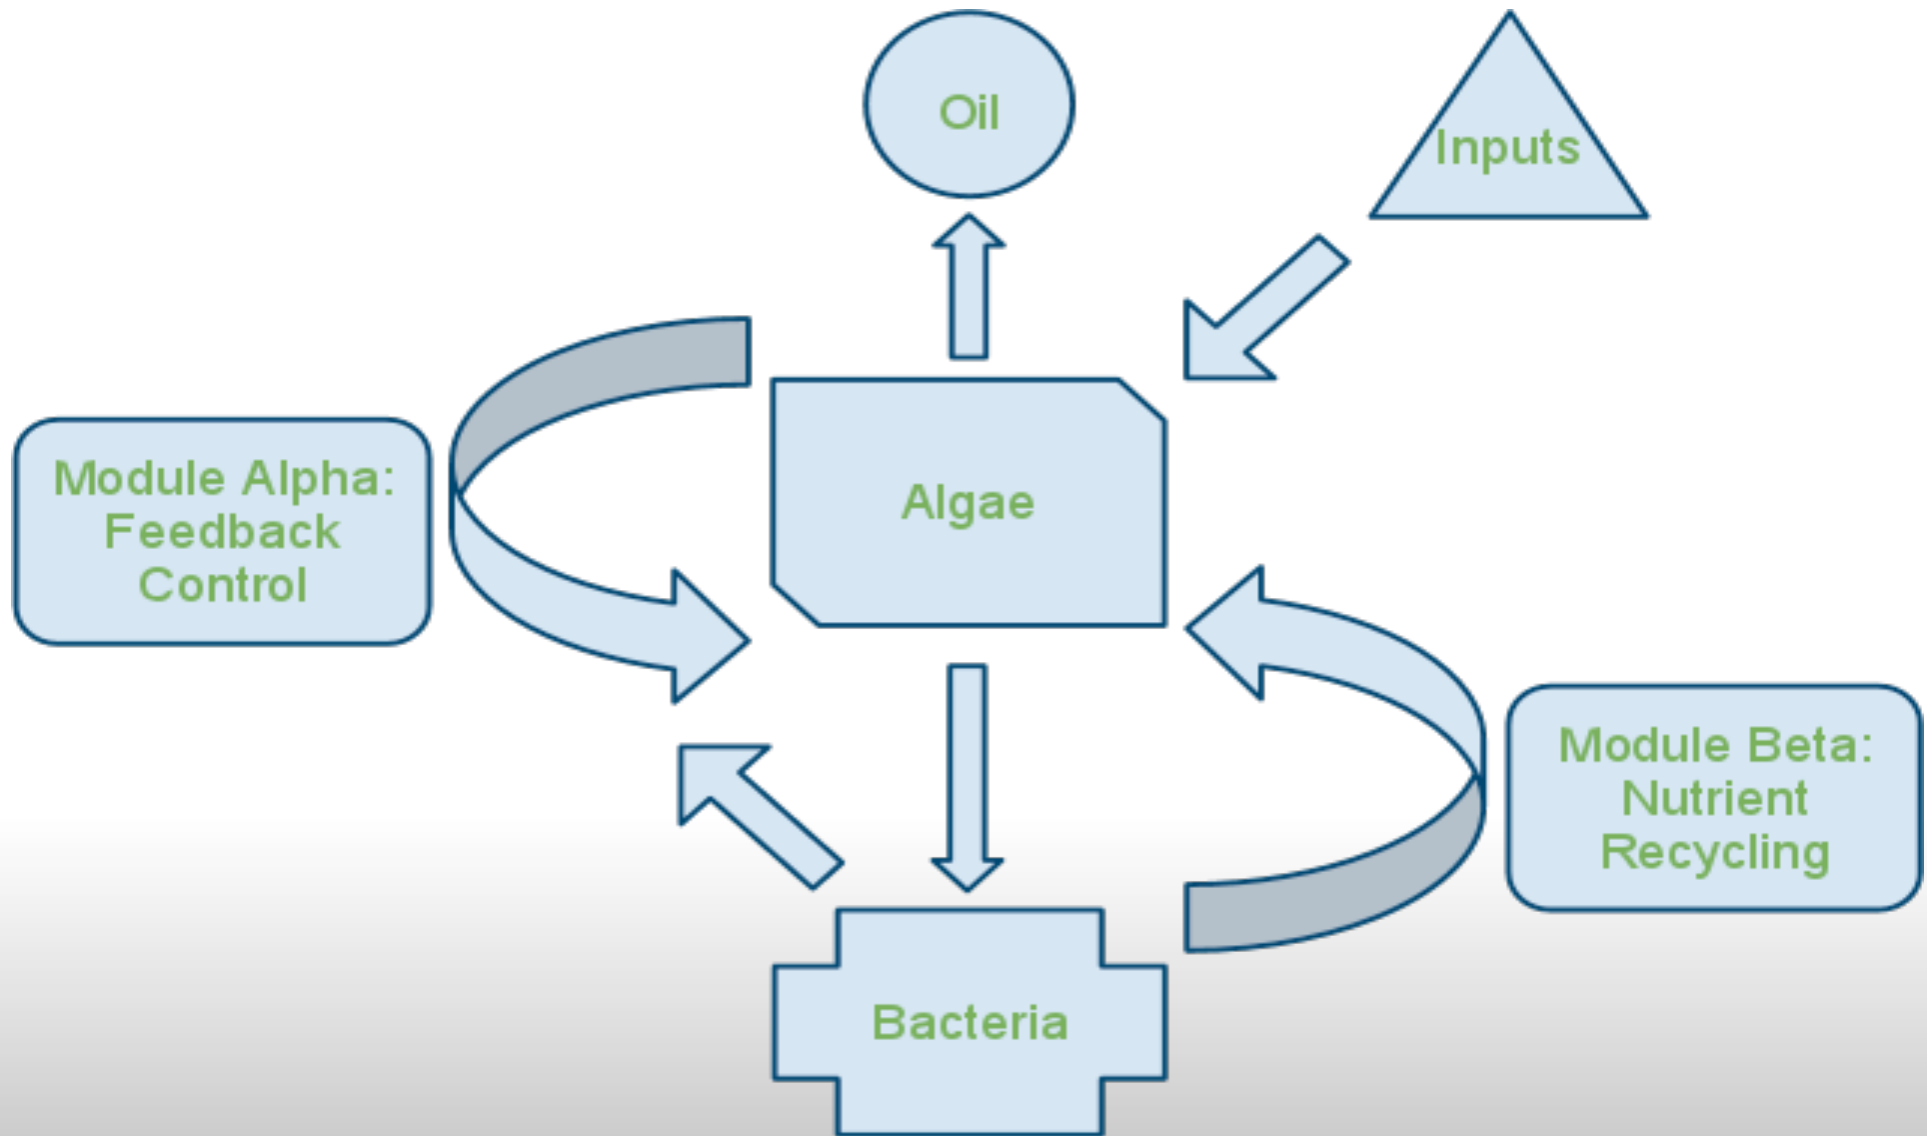 Oil
Inputs
Module Alpha:
Feedback
Control
Algae
Module Beta:
Nutrient
Recycling
Bacteria